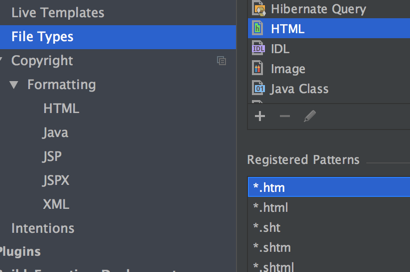 Live Templates
File Types
Copyright
Formatting
HTML
Java
JSP
JSPX
XML
Intentions
Plugins
Hibernate Query
HTML
IDL
Image
Java Class
Registered Patterns
*.htm
*.html
*.sht
*.shtm
*.shtml